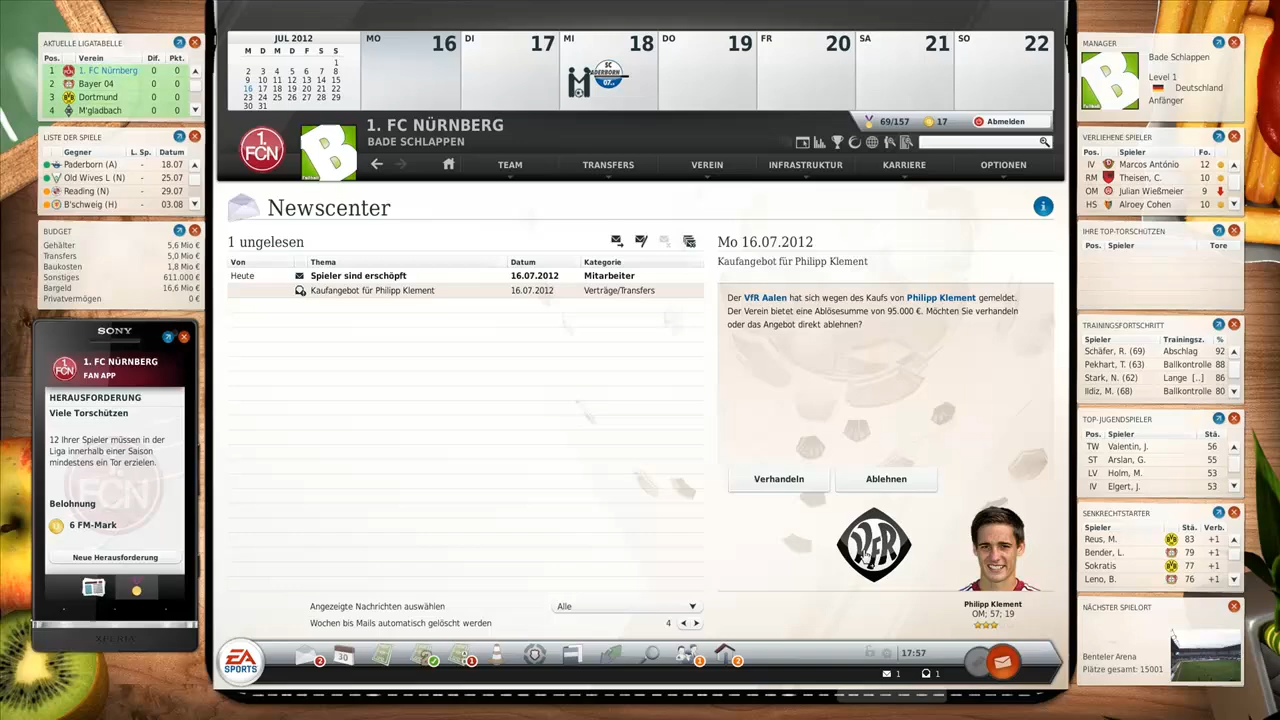 AKTUELLE LIGATABELLE
Pos. Verein Dif. Pkt.
1 1. FC Nürnberg 0 0
2 Bayer 04 0 0
3 Dortmund 0 0
4 M'gladbach 0 0
LISTE DER SPIELE
Gegner L. Sp. Datum
Paderborn (A) - 18.07
Old Wives L (N) - 25.07
Reading (N) - 29.07
B'schweig (H) - 03.08
BUDGET
Gehälter 5,6 Mio €
Transfers 5,0 Mio €
Baukosten 1,8 Mio €
Sonstiges 611.000 €
Bargeld 16,6 Mio €
Privatvermögen 0 €
SONY
1. FC NÜRNBERG
FAN APP
HERAUSFORDERUNG
Viele Torschützen
12 Ihrer Spieler müssen in der
Liga innerhalb einer Saison
mindestens ein Tor erzielen.
Belohnung
6 FM-Mark
Neue Herausforderung
XPERIA
JUL 2012
M D M D F S S
1
2 3 4 5 6 7 8
9 10 11 12 13 14 15
16 17 18 19 20 21 22
23 24 25 26 27 28 29
30 31
MO 16
DI 17
MI 18
SC
PADERBORN
07
DO 19
FR 20
SA 21
SO 22
1.
FCN
B
1. FC NÜRNBERG
BADE SCHLAPPEN
69/157
17
Abmelden
TEAM
TRANSFERS
VEREIN
INFRASTRUKTUR
KARRIERE
OPTIONEN
Newscenter
1 ungelesen
Von Thema Datum Kategorie
Heute Spieler sind erschöpft 16.07.2012 Mitarbeiter
Kaufangebot für Philipp Klement 16.07.2012 Verträge/Transfers
Angezeigte Nachrichten auswählen Alle
Wochen bis Mails automatisch gelöscht werden 4
Mo 16.07.2012
Kaufangebot für Philipp Klement
Der VfR Aalen hat sich wegen des Kaufs von Philipp Klement gemeldet.
Der Verein bietet eine Ablösesumme von 95.000 €. Möchten Sie verhandeln
oder das Angebot direkt ablehnen?
Verhandeln
Ablehnen
VfR
Philipp Klement
OM; 57; 19
EA
SPORTS
2
30
1
1
2
17:57
1
1
MANAGER
Bade Schlappen
Level 1
Deutschland
Anfänger
VERLIEHENE SPIELER
Pos. Spieler Fo.
IV Marcos António 12
RM Theisen, C. 10
OM Julian Wießmeier 9
HS Alroey Cohen 10
IHRE TOP-TORSCHÜTZEN
Pos. Spieler Tore
TRAININGSFORTSCHRITT
Spieler Trainingsz. %
Schäfer, R. (69) Abschlag 92
Pekhart, T. (63) Ballkontrolle 88
Stark, N. (62) Lange [..] 86
Ildiz, M. (68) Ballkontrolle 80
TOP-JUGENDSPIELER
Pos. Spieler Stä.
TW Valentin, J. 56
ST Arslan, G. 55
LV Holm, M. 53
IV Elgert, J. 53
SENKRECHTSTARTER
Spieler Stä. Verb.
Reus, M. 83 +1
Bender, L. 79 +1
Sokratis 77 +1
Leno, B. 76 +1
NÄCHSTER SPIELORT
Benteler Arena
Plätze gesamt: 15001